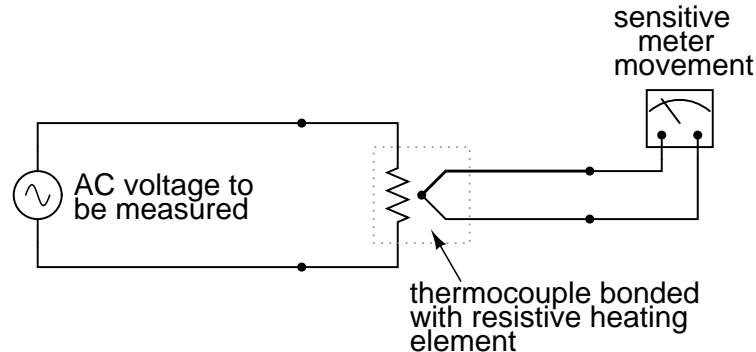 sensitive
meter
movement
AC voltage to
be measured
thermocouple bonded
with resistive heating
element